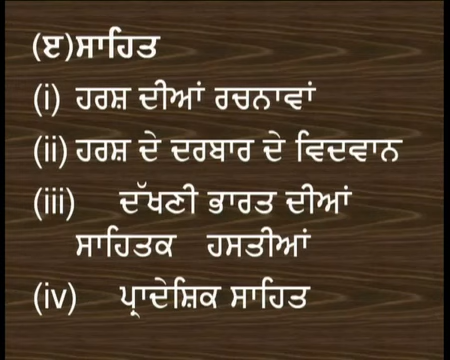 (ੲ)ਸਾਹਿਤ
(i) ਹਰਸ਼ ਦੀਆਂ ਰਚਨਾਵਾਂ
(ii) ਹਰਸ਼ ਦੇ ਦਰਬਾਰ ਦੇ ਵਿਦਵਾਨ
(iii) ਦੱਖਣੀ ਭਾਰਤ ਦੀਆਂ
ਸਾਹਿਤਕ ਹਸਤੀਆਂ
(iv) ਪ੍ਰਾਦੇਸ਼ਿਕ ਸਾਹਿਤ